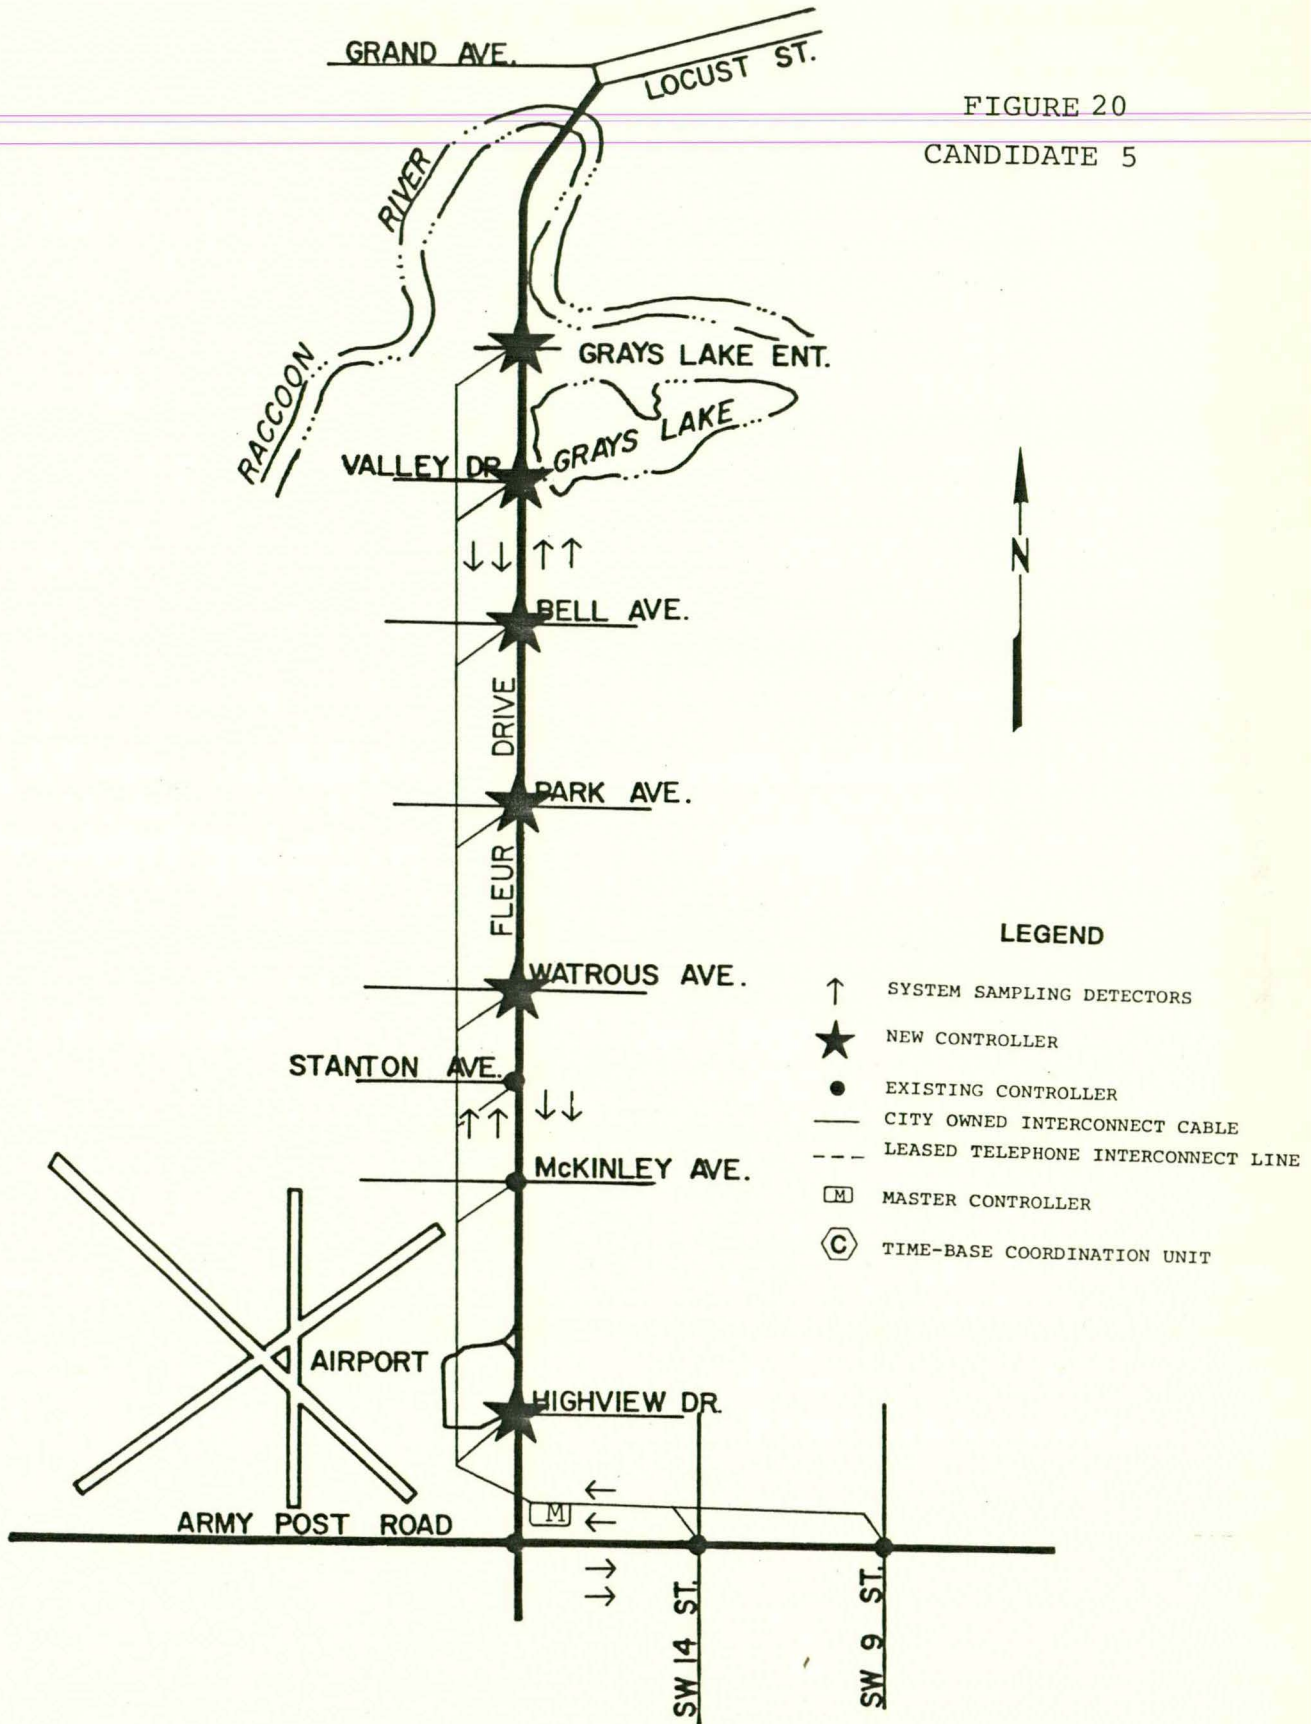 GRAND AVE.
LOCUST ST.
FIGURE 20
CANDIDATE 5
RACCOON RIVER
GRAYS LAKE ENT.
GRAYS LAKE
VALLEY DR.
N
BELL AVE.
FLEUR DRIVE
PARK AVE.
WATROUS AVE.
STANTON AVE.
McKINLEY AVE.
LEGEND
SYSTEM SAMPLING DETECTORS
NEW CONTROLLER
EXISTING CONTROLLER
CITY OWNED INTERCONNECT CABLE
LEASED TELEPHONE INTERCONNECT LINE
M MASTER CONTROLLER
C TIME-BASE COORDINATION UNIT
AIRPORT
HIGHVIEW DR.
M
ARMY POST ROAD
SW 14 ST.
SW 9 ST.